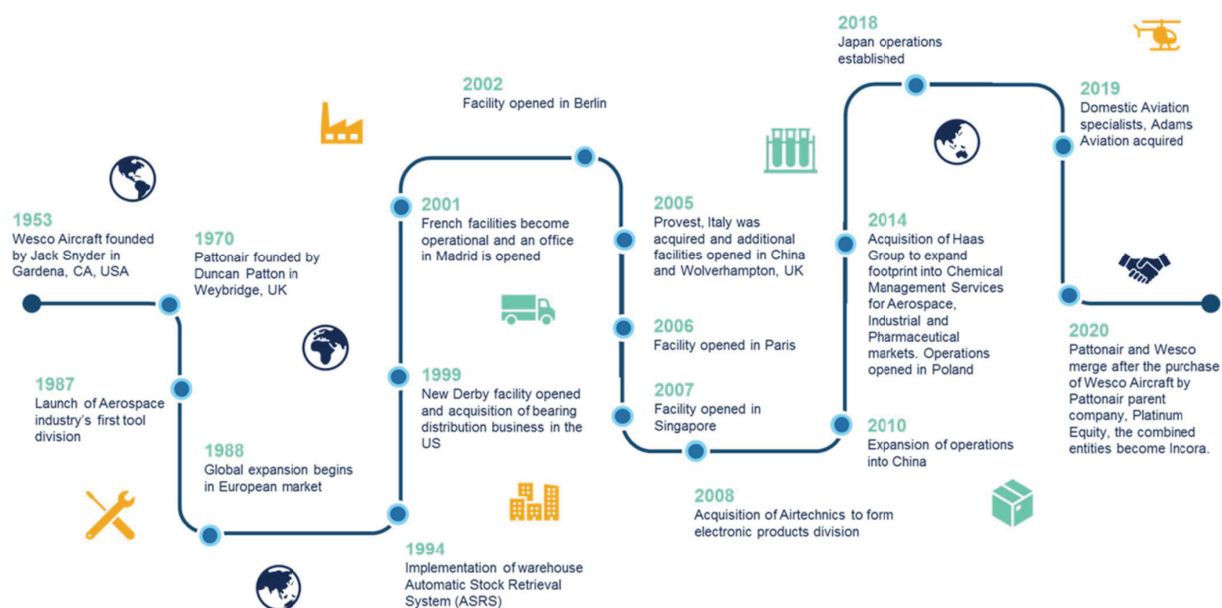 1953
Wesco Aircraft founded
by Jack Snyder in
Gardena, CA, USA
1970
Pattonair founded by
Duncan Patton in
Weybridge, UK
1987
Launch of Aerospace
industry's first tool
division
1988
Global expansion begins
in European market
1994
Implementation of warehouse
Automatic Stock Retrieval
System (ASRS)
1999
New Derby facility opened
and acquisition of bearing
distribution business in the
US
2001
French facilities become
operational and an office
in Madrid is opened
2002
Facility opened in Berlin
2005
Provest, Italy was
acquired and additional
facilities opened in China
and Wolverhampton, UK
2006
Facility opened in Paris
2007
Facility opened in
Singapore
2008
Acquisition of Airtechnics to form
electronic products division
2010
Expansion of operations
into China
2014
Acquisition of Haas
Group to expand
footprint into Chemical
Management Services
for Aerospace,
Industrial and
Pharmaceutical
markets. Operations
opened in Poland
2018
Japan operations
established
2019
Domestic Aviation
specialists, Adams
Aviation acquired
2020
Pattonair and Wesco
merge after the purchase
of Wesco Aircraft by
Pattonair parent
company, Platinum
Equity, the combined
entities become Incora.